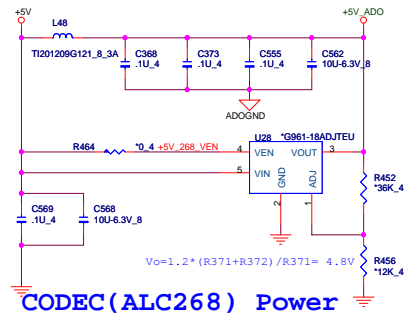 +5V
+5V_ADO
L48
TI201209G121_8_3A
C368
.1U_4
C373
.1U_4
C555
.1U_4
C562
10U-6.3V_8
ADOGND
U28
*G961-18ADJTEU
R464
*0_4
+5V_268_VEN
4
VEN
VOUT
3
5
VIN
GND
ADJ
2
1
R452
*36K_4
C569
.1U_4
C568
10U-6.3V_8
Vo=1.2*(R371+R372)/R371= 4.8V
R456
*12K_4
CODEC(ALC268) Power